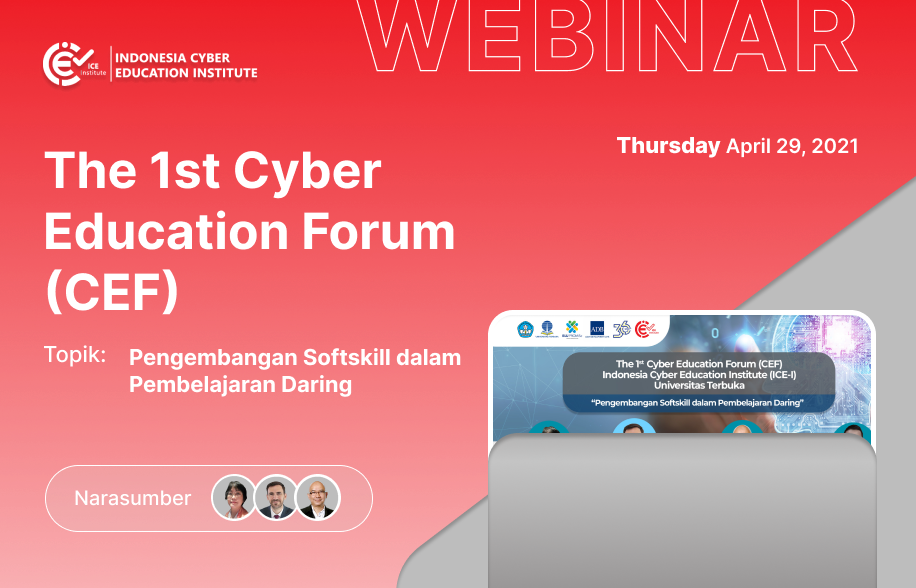 WEBINAR
ICE
Institute
INDONESIA CYBER
EDUCATION INSTITUTE
Thursday April 29, 2021
The 1st Cyber
Education Forum
(CEF)
Topik: Pengembangan Softskill dalam
Pembelajaran Daring
ADB
The 1st Cyber Education Forum (CEF)
Indonesia Cyber Education Institute (ICE-I)
Universitas Terbuka
“Pengembangan Softskill dalam Pembelajaran Daring”
Narasumber